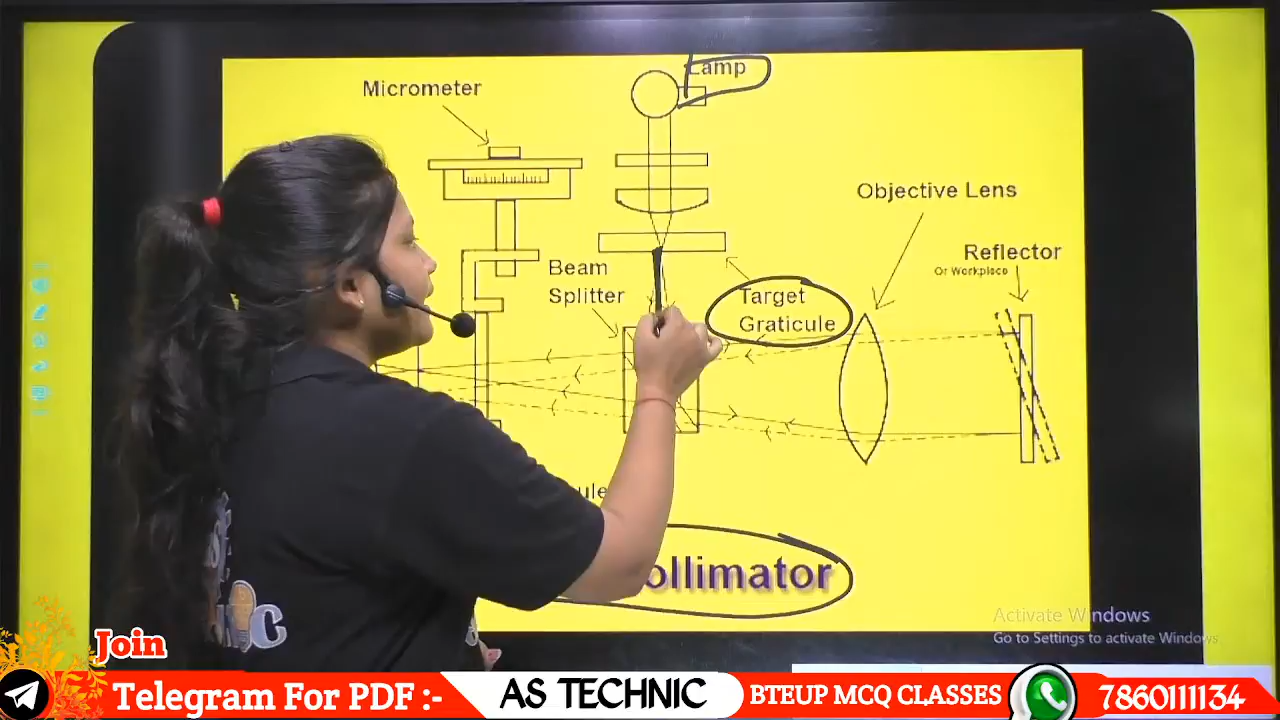 Lamp
Micrometer
Objective Lens
Reflector
Or Workpiece
Beam
Splitter
Target
Graticule
ollimator
Activate Windows
Go to Settings to activate Windows
Join
Telegram For PDF :-
AS TECHNIC
BTEUP MCQ CLASSES
7860111134